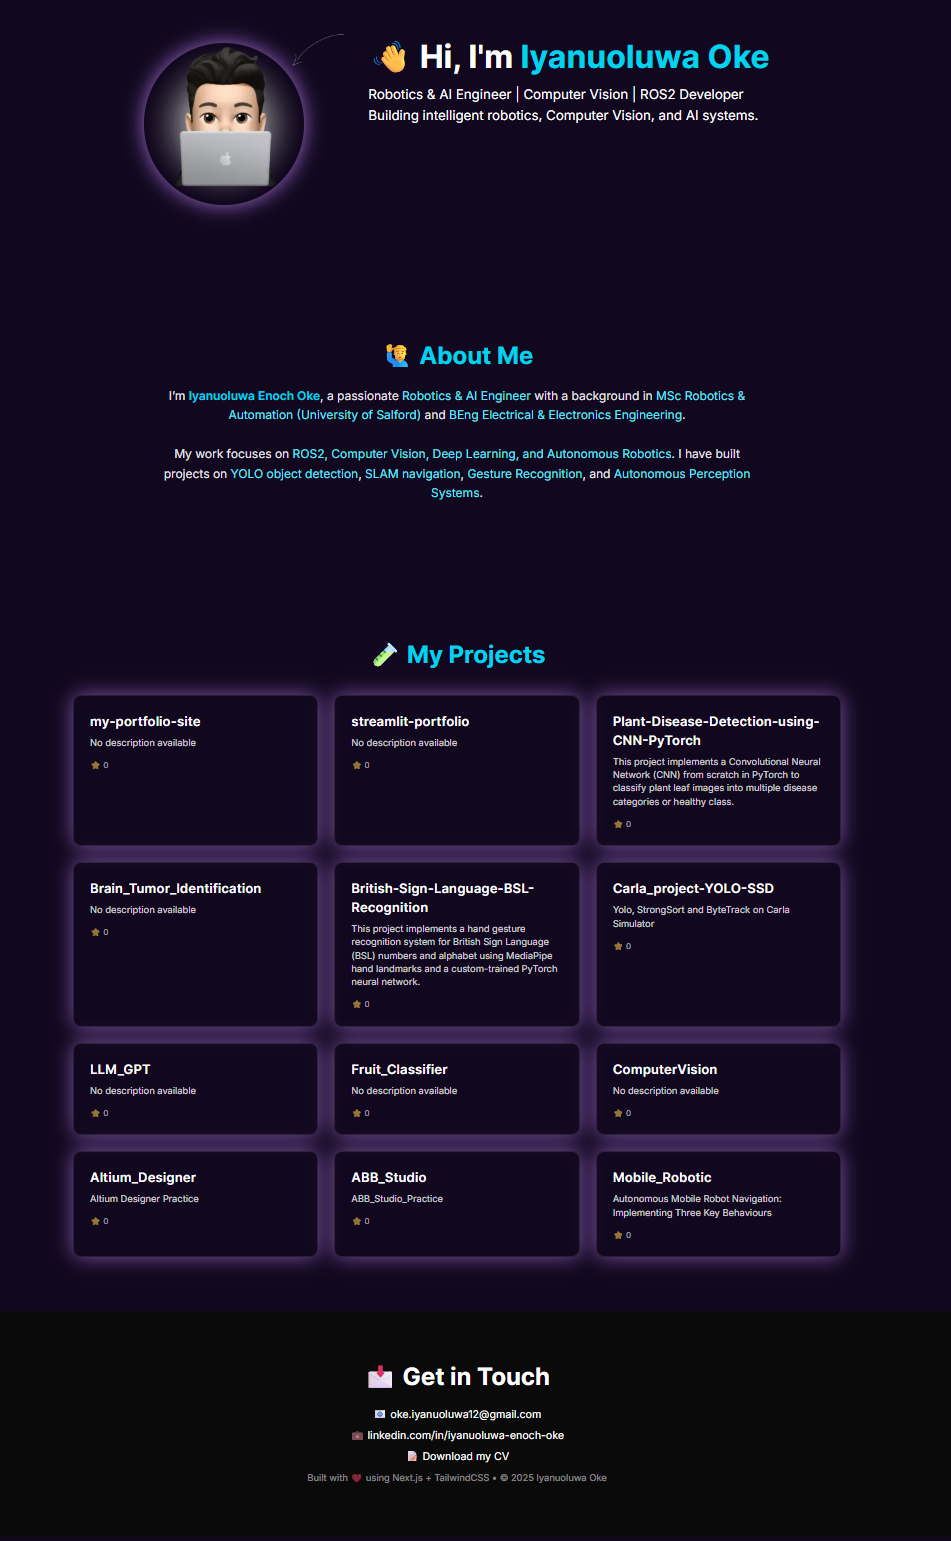 👋 Hi, I'm Iyanuoluwa Oke
Robotics & AI Engineer | Computer Vision | ROS2 Developer
Building intelligent robotics, Computer Vision, and AI systems.
🙋‍♂️ About Me
I'm Iyanuoluwa Enoch Oke, a passionate Robotics & AI Engineer with a background in MSc Robotics &
Automation (University of Salford) and BEng Electrical & Electronics Engineering.
My work focuses on ROS2, Computer Vision, Deep Learning, and Autonomous Robotics. I have built
projects on YOLO object detection, SLAM navigation, Gesture Recognition, and Autonomous Perception
Systems.
🧪 My Projects
my-portfolio-site
No description available
⭐ 0
streamlit-portfolio
No description available
⭐ 0
Plant-Disease-Detection-using-
CNN-PyTorch
This project implements a Convolutional Neural
Network (CNN) from scratch in PyTorch to
classify plant leaf images into multiple disease
categories or healthy class.
⭐ 0
Brain_Tumor_Identification
No description available
⭐ 0
British-Sign-Language-BSL-
Recognition
This project implements a hand gesture
recognition system for British Sign Language
(BSL) numbers and alphabet using MediaPipe
hand landmarks and a custom-trained PyTorch
neural network.
⭐ 0
Carla_project-YOLO-SSD
Yolo, StrongSort and ByteTrack on Carla
Simulator
⭐ 0
LLM_GPT
No description available
⭐ 0
Fruit_Classifier
No description available
⭐ 0
ComputerVision
No description available
⭐ 0
Altium_Designer
Altium Designer Practice
⭐ 0
ABB_Studio
ABB_Studio_Practice
⭐ 0
Mobile_Robotic
Autonomous Mobile Robot Navigation:
Implementing Three Key Behaviours
⭐ 0
📩 Get in Touch
📧 oke.iyanuoluwa12@gmail.com
💼 linkedin.com/in/iyanuoluwa-enoch-oke
📝 Download my CV
Built with ❤️ using Next.js + TailwindCSS • © 2025 Iyanuoluwa Oke